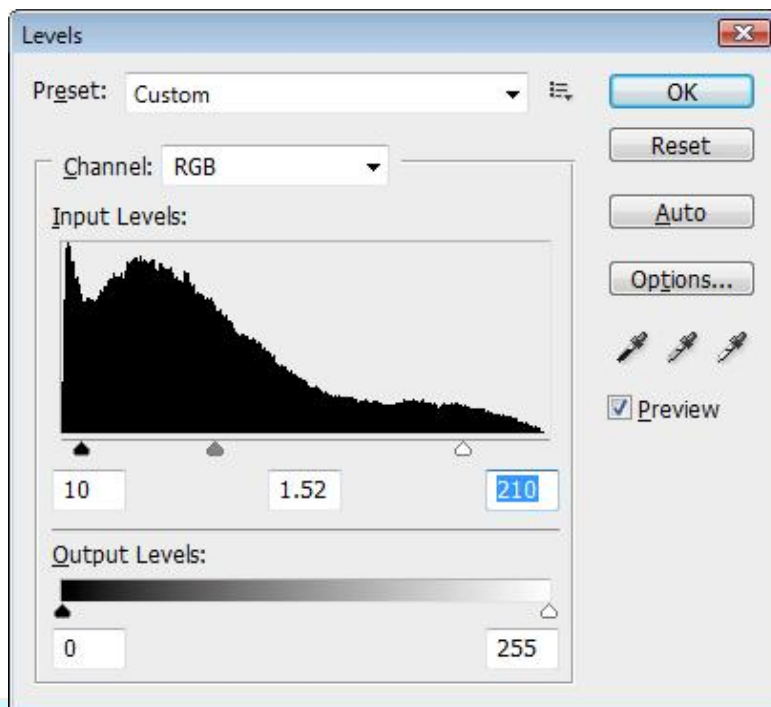 Levels
Preset: Custom
OK
Reset
Channel: RGB
Auto
Input Levels:
Options...
Preview
10 1.52 210
Output Levels:
0 255